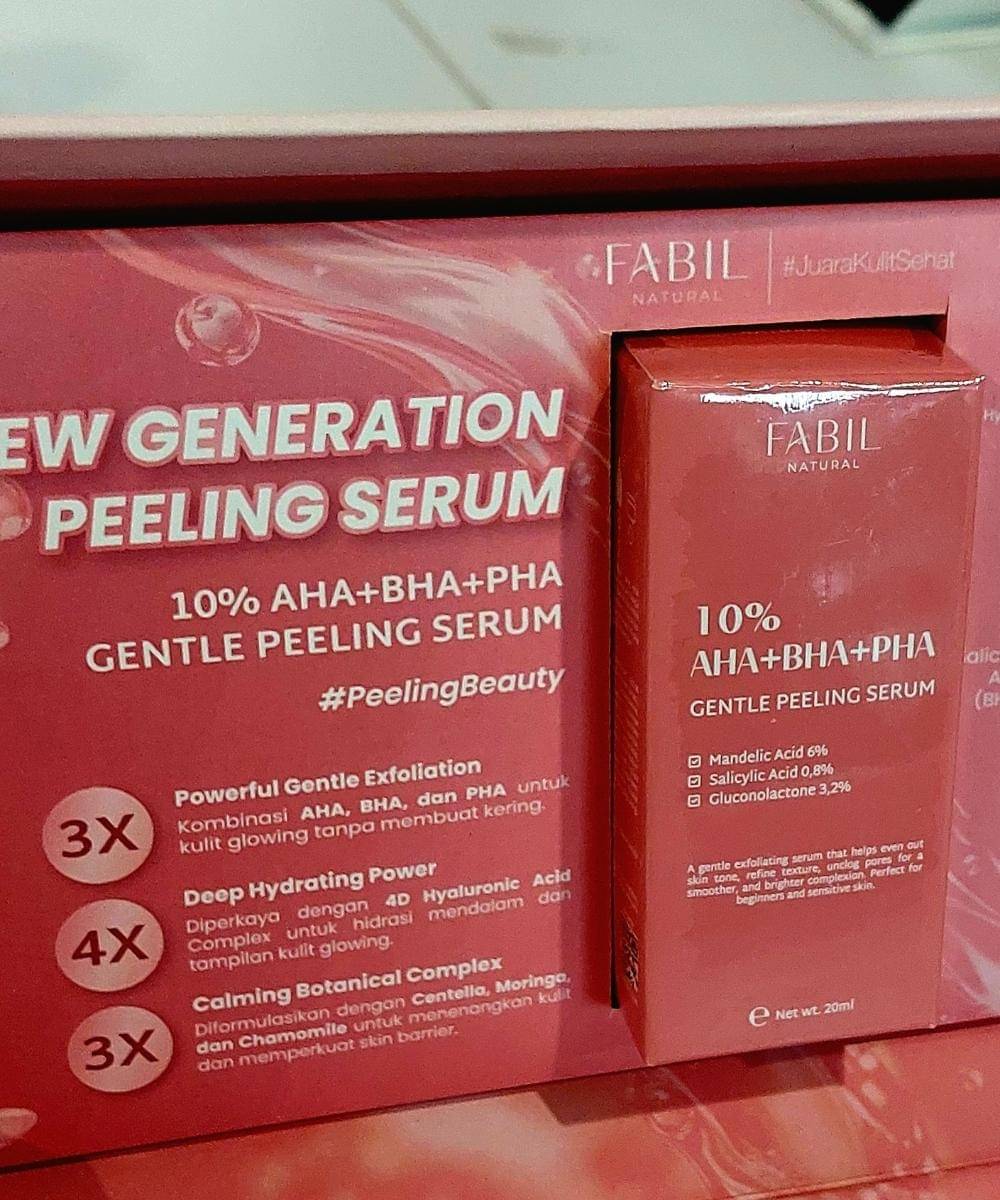 FABIL
NATURAL
#JuaraKulitSehat
EW GENERATION
PEELING SERUM
10% AHA+BHA+PHA
GENTLE PEELING SERUM
#PeelingBeauty
3X
Powerful Gentle Exfoliation
Kombinasi AHA, BHA, dan PHA untuk
kulit glowing tanpa membuat kering.
4X
Deep Hydrating Power
Diperkaya dengan 4D Hyaluronic Acid
Complex untuk hidrasi mendalam dan
tampilan kulit glowing.
3X
Calming Botanical Complex
Diformulasikan dengan Centella, Moringa,
dan Chamomile untuk menenangkan kulit
dan memperkuat skin barrier.
FABIL
NATURAL
10%
AHA+BHA+PHA
GENTLE PEELING SERUM
Mandelic Acid 6%
Salicylic Acid 0,8%
Gluconolactone 3,2%
A gentle exfoliating serum that helps even out
skin tone, refine texture, unclog pores for a
smoother, and brighter complexion. Perfect for
beginners and sensitive skin.
e Net wt. 20ml